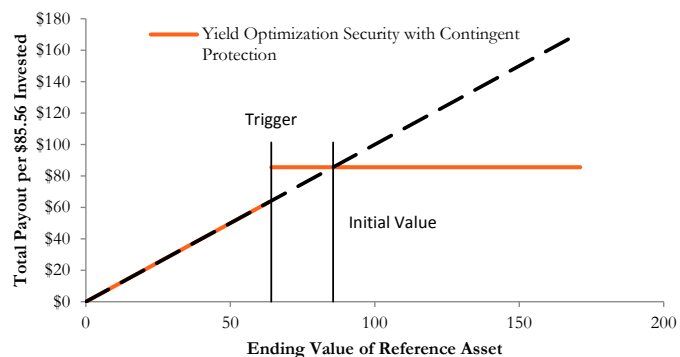 $180
$160
$140
$120
$100
$80
$60
$40
$20
$0
Total Payout per $85.56 Invested
Yield Optimization Security with Contingent
Protection
Trigger
Initial Value
0
50
100
150
200
Ending Value of Reference Asset